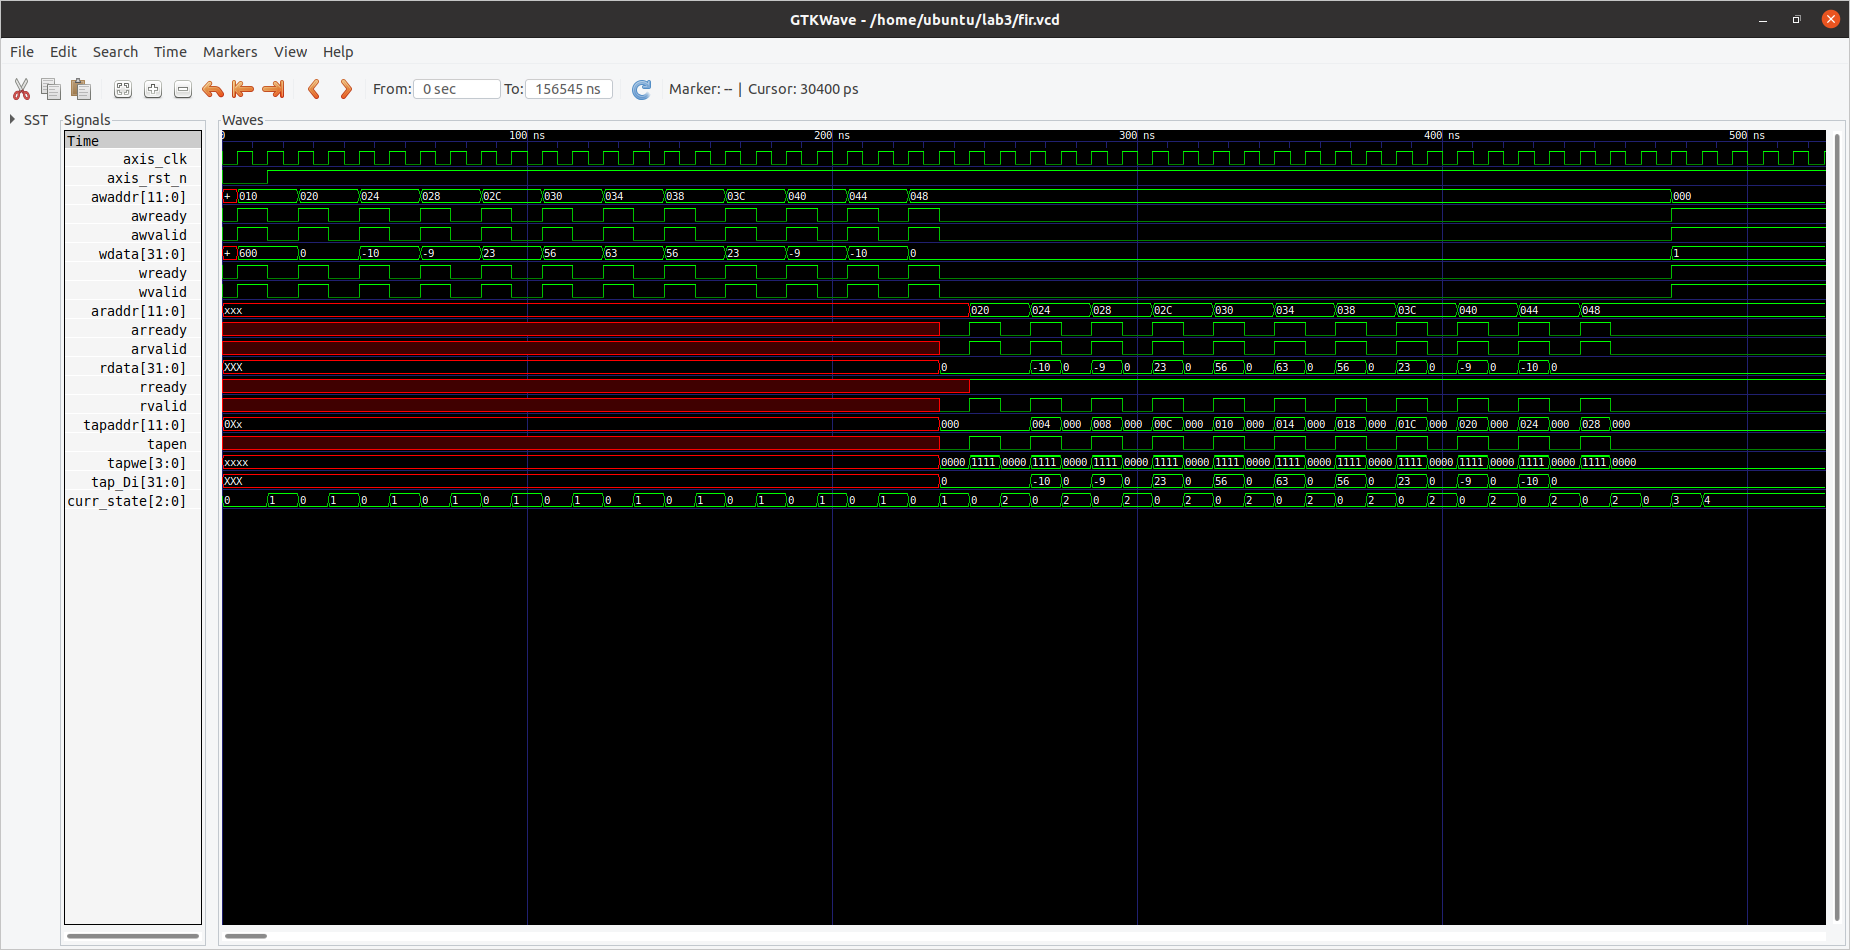 GTKWave - /home/ubuntu/lab3/fir.vcd
File Edit Search Time Markers View Help
From: 0 sec To: 156545 ns Marker: -- | Cursor: 30400 ps
SST Signals Waves
Time 0 100 ns 200 ns 300 ns 400 ns 500 ns
axis_clk
axis_rst_n
awaddr[11:0] + 010 020 024 028 02C 030 034 038 03C 040 044 048 000
awready
awvalid
wdata[31:0] + 600 0 -10 -9 23 56 63 56 23 -9 -10 0 1
wready
wvalid
araddr[11:0] xxx 020 024 028 02C 030 034 038 03C 040 044 048
arready
arvalid
rdata[31:0] XXX 0 -10 0 -9 0 23 0 56 0 63 0 56 0 23 0 -9 0 -10 0
rready
rvalid
tapaddr[11:0] 0Xx 000 004 000 008 000 00C 000 010 000 014 000 018 000 01C 000 020 000 024 000 028 000
tapen
tapwe[3:0] xxxx 0000 1111 0000 1111 0000 1111 0000 1111 0000 1111 0000 1111 0000 1111 0000 1111 0000 1111 0000 1111 0000 1111 0000
tap_Di[31:0] XXX 0 -10 0 -9 0 23 0 56 0 63 0 56 0 23 0 -9 0 -10 0
curr_state[2:0] 0 1 0 1 0 1 0 1 0 1 0 1 0 1 0 1 0 1 0 1 0 1 0 1 0 2 0 2 0 2 0 2 0 2 0 2 0 2 0 2 0 2 0 2 0 2 0 3 4